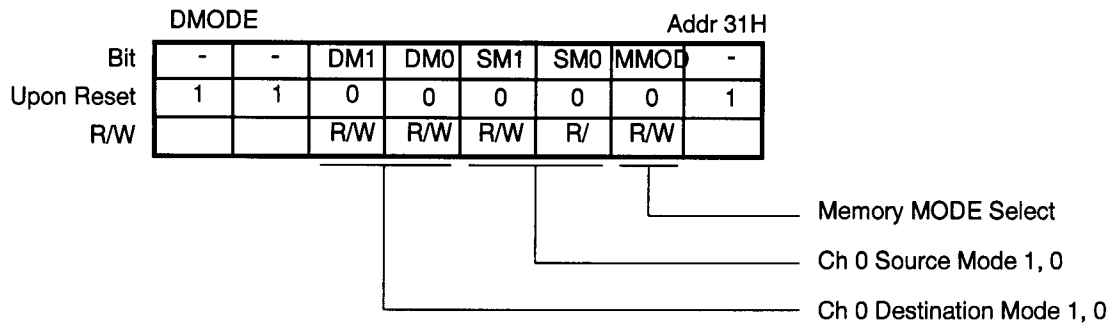 DMODE Addr 31H
Bit - - DM1 DM0 SM1 SM0 MMOD -
Upon Reset 1 1 0 0 0 0 0 1
R/W R/W R/W R/W R/ R/W
Memory MODE Select
Ch 0 Source Mode 1, 0
Ch 0 Destination Mode 1, 0